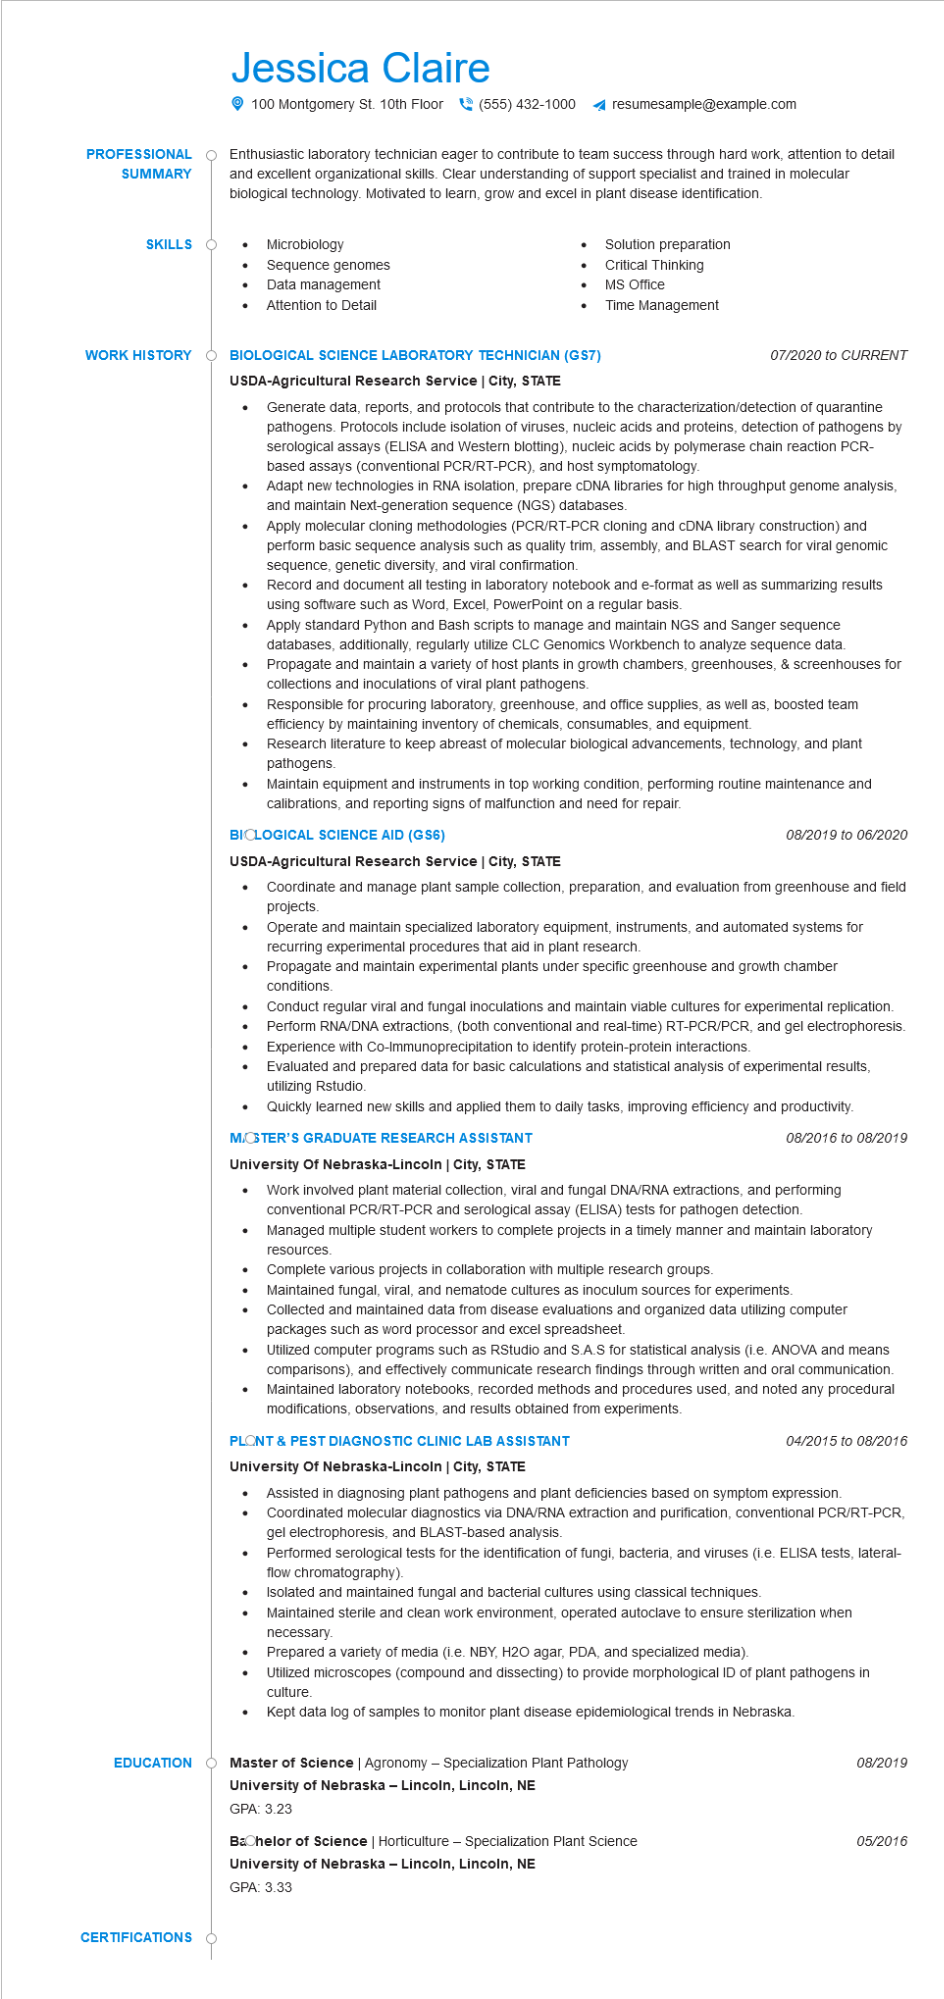 Jessica Claire
100 Montgomery St. 10th Floor (555) 432-1000 resumesample@example.com
PROFESSIONAL SUMMARY
Enthusiastic laboratory technician eager to contribute to team success through hard work, attention to detail
and excellent organizational skills. Clear understanding of support specialist and trained in molecular
biological technology. Motivated to learn, grow and excel in plant disease identification.
SKILLS
• Microbiology
• Sequence genomes
• Data management
• Attention to Detail
• Solution preparation
• Critical Thinking
• MS Office
• Time Management
WORK HISTORY
BIOLOGICAL SCIENCE LABORATORY TECHNICIAN (GS7) 07/2020 to CURRENT
USDA-Agricultural Research Service | City, STATE
• Generate data, reports, and protocols that contribute to the characterization/detection of quarantine
pathogens. Protocols include isolation of viruses, nucleic acids and proteins, detection of pathogens by
serological assays (ELISA and Western blotting), nucleic acids by polymerase chain reaction PCR-
based assays (conventional PCR/RT-PCR), and host symptomatology.
• Adapt new technologies in RNA isolation, prepare cDNA libraries for high throughput genome analysis,
and maintain Next-generation sequence (NGS) databases.
• Apply molecular cloning methodologies (PCR/RT-PCR cloning and cDNA library construction) and
perform basic sequence analysis such as quality trim, assembly, and BLAST search for viral genomic
sequence, genetic diversity, and viral confirmation.
• Record and document all testing in laboratory notebook and e-format as well as summarizing results
using software such as Word, Excel, PowerPoint on a regular basis.
• Apply standard Python and Bash scripts to manage and maintain NGS and Sanger sequence
databases, additionally, regularly utilize CLC Genomics Workbench to analyze sequence data.
• Propagate and maintain a variety of host plants in growth chambers, greenhouses, & screenhouses for
collections and inoculations of viral plant pathogens.
• Responsible for procuring laboratory, greenhouse, and office supplies, as well as, boosted team
efficiency by maintaining inventory of chemicals, consumables, and equipment.
• Research literature to keep abreast of molecular biological advancements, technology, and plant
pathogens.
• Maintain equipment and instruments in top working condition, performing routine maintenance and
calibrations, and reporting signs of malfunction and need for repair.
BIOLOGICAL SCIENCE AID (GS6) 08/2019 to 06/2020
USDA-Agricultural Research Service | City, STATE
• Coordinate and manage plant sample collection, preparation, and evaluation from greenhouse and field
projects.
• Operate and maintain specialized laboratory equipment, instruments, and automated systems for
recurring experimental procedures that aid in plant research.
• Propagate and maintain experimental plants under specific greenhouse and growth chamber
conditions.
• Conduct regular viral and fungal inoculations and maintain viable cultures for experimental replication.
• Perform RNA/DNA extractions, (both conventional and real-time) RT-PCR/PCR, and gel electrophoresis.
• Experience with Co-Immunoprecipitation to identify protein-protein interactions.
• Evaluated and prepared data for basic calculations and statistical analysis of experimental results,
utilizing Rstudio.
• Quickly learned new skills and applied them to daily tasks, improving efficiency and productivity.
MASTER'S GRADUATE RESEARCH ASSISTANT 08/2016 to 08/2019
University Of Nebraska-Lincoln | City, STATE
• Work involved plant material collection, viral and fungal DNA/RNA extractions, and performing
conventional PCR/RT-PCR and serological assay (ELISA) tests for pathogen detection.
• Managed multiple student workers to complete projects in a timely manner and maintain laboratory
resources.
• Complete various projects in collaboration with multiple research groups.
• Maintained fungal, viral, and nematode cultures as inoculum sources for experiments.
• Collected and maintained data from disease evaluations and organized data utilizing computer
packages such as word processor and excel spreadsheet.
• Utilized computer programs such as RStudio and S.A.S for statistical analysis (i.e. ANOVA and means
comparisons), and effectively communicate research findings through written and oral communication.
• Maintained laboratory notebooks, recorded methods and procedures used, and noted any procedural
modifications, observations, and results obtained from experiments.
PLANT & PEST DIAGNOSTIC CLINIC LAB ASSISTANT 04/2015 to 08/2016
University Of Nebraska-Lincoln | City, STATE
• Assisted in diagnosing plant pathogens and plant deficiencies based on symptom expression.
• Coordinated molecular diagnostics via DNA/RNA extraction and purification, conventional PCR/RT-PCR,
gel electrophoresis, and BLAST-based analysis.
• Performed serological tests for the identification of fungi, bacteria, and viruses (i.e. ELISA tests, lateral-
flow chromatography).
• Isolated and maintained fungal and bacterial cultures using classical techniques.
• Maintained sterile and clean work environment, operated autoclave to ensure sterilization when
necessary.
• Prepared a variety of media (i.e. NBY, H2O agar, PDA, and specialized media).
• Utilized microscopes (compound and dissecting) to provide morphological ID of plant pathogens in
culture.
• Kept data log of samples to monitor plant disease epidemiological trends in Nebraska.
EDUCATION
Master of Science | Agronomy – Specialization Plant Pathology 08/2019
University of Nebraska – Lincoln, Lincoln, NE
GPA: 3.23
Bachelor of Science | Horticulture – Specialization Plant Science 05/2016
University of Nebraska – Lincoln, Lincoln, NE
GPA: 3.33
CERTIFICATIONS